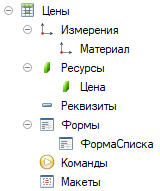 Цены
Измерения
Материал
Ресурсы
Цена
Реквизиты
Формы
ФормаСписка
Команды
Макеты